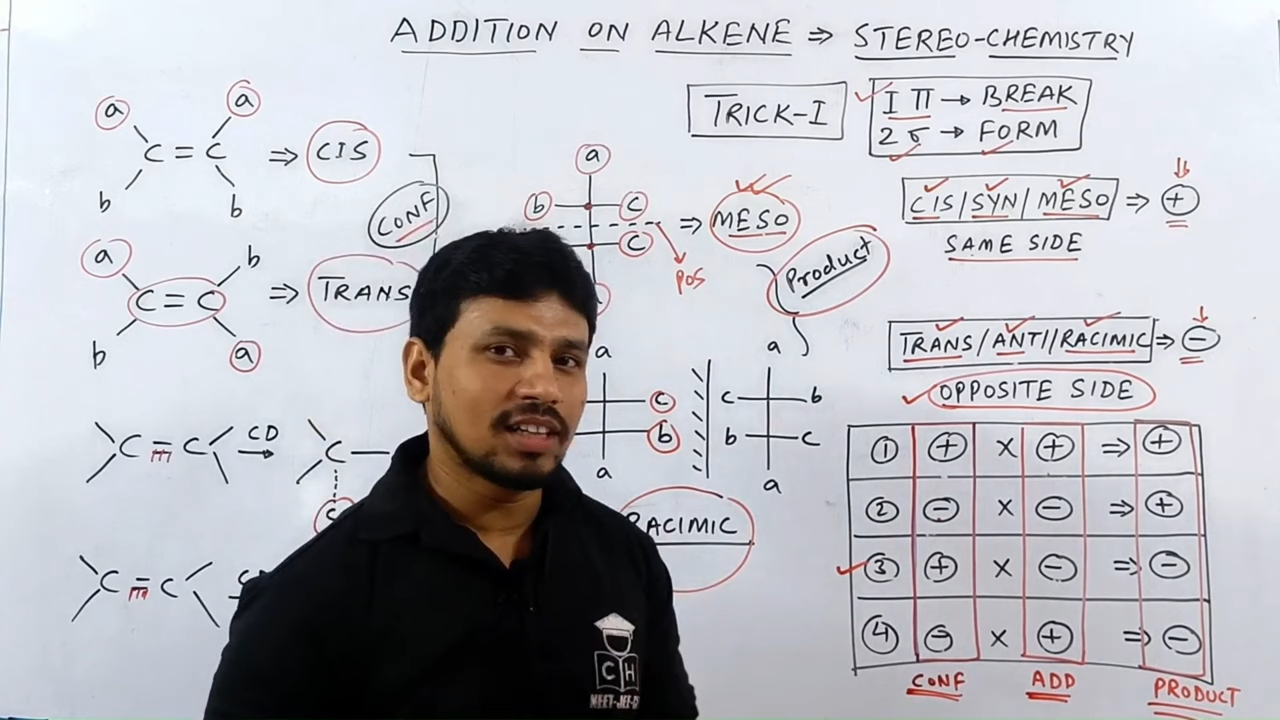 ADDITION ON ALKENE ⇒ STEREO-CHEMISTRY
TRICK-I
1 π → BREAK
2 σ → FORM
a a
C = C ⇒ CIS
b b
CONF
a b
C = C ⇒ TRANS
b a
a
b c
c
⇒ MESO
POS
Product
CIS/SYN/MESO ⇒ +
SAME SIDE
TRANS/ANTI/RACIMIC ⇒ -
OPPOSITE SIDE
a a
c c b
b b c
a a
RACIMIC
C = C CD → C
C = C
① + × + ⇒ +
② - × - ⇒ +
③ + × - ⇒ -
④ - × + ⇒ -
CONF ADD PRODUCT
C H